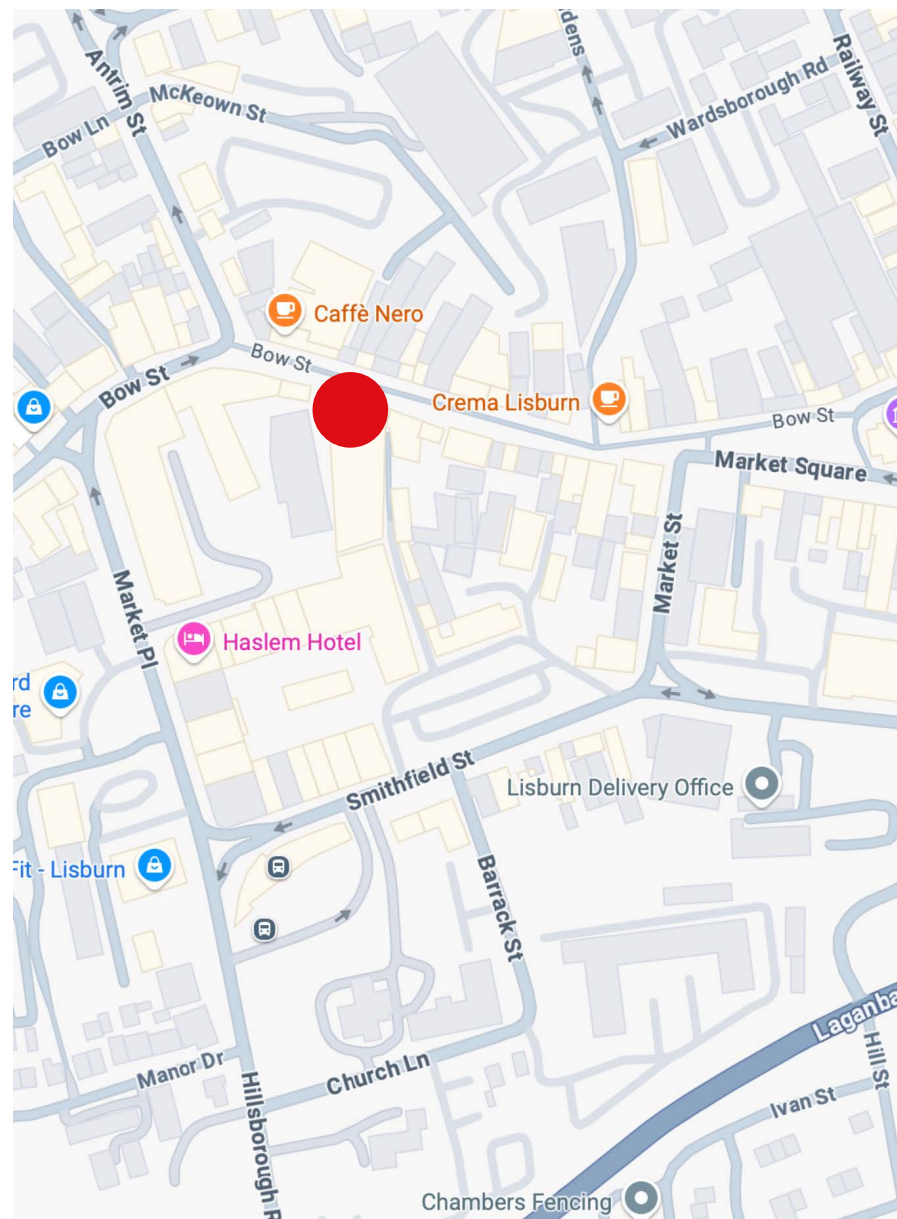 Antrim St
McKeown St
Bow Ln
dens
Wardsborough Rd
Railway St
Caffè Nero
Bow St
Bow St
Crema Lisburn
Bow St
Market Square
Market St
Market Pl
Haslem Hotel
rd
re
Smithfield St
Lisburn Delivery Office
Fit - Lisburn
Barrack St
Laganba
Hill St
Manor Dr
Church Ln
Ivan St
Hillsborough R
Chambers Fencing